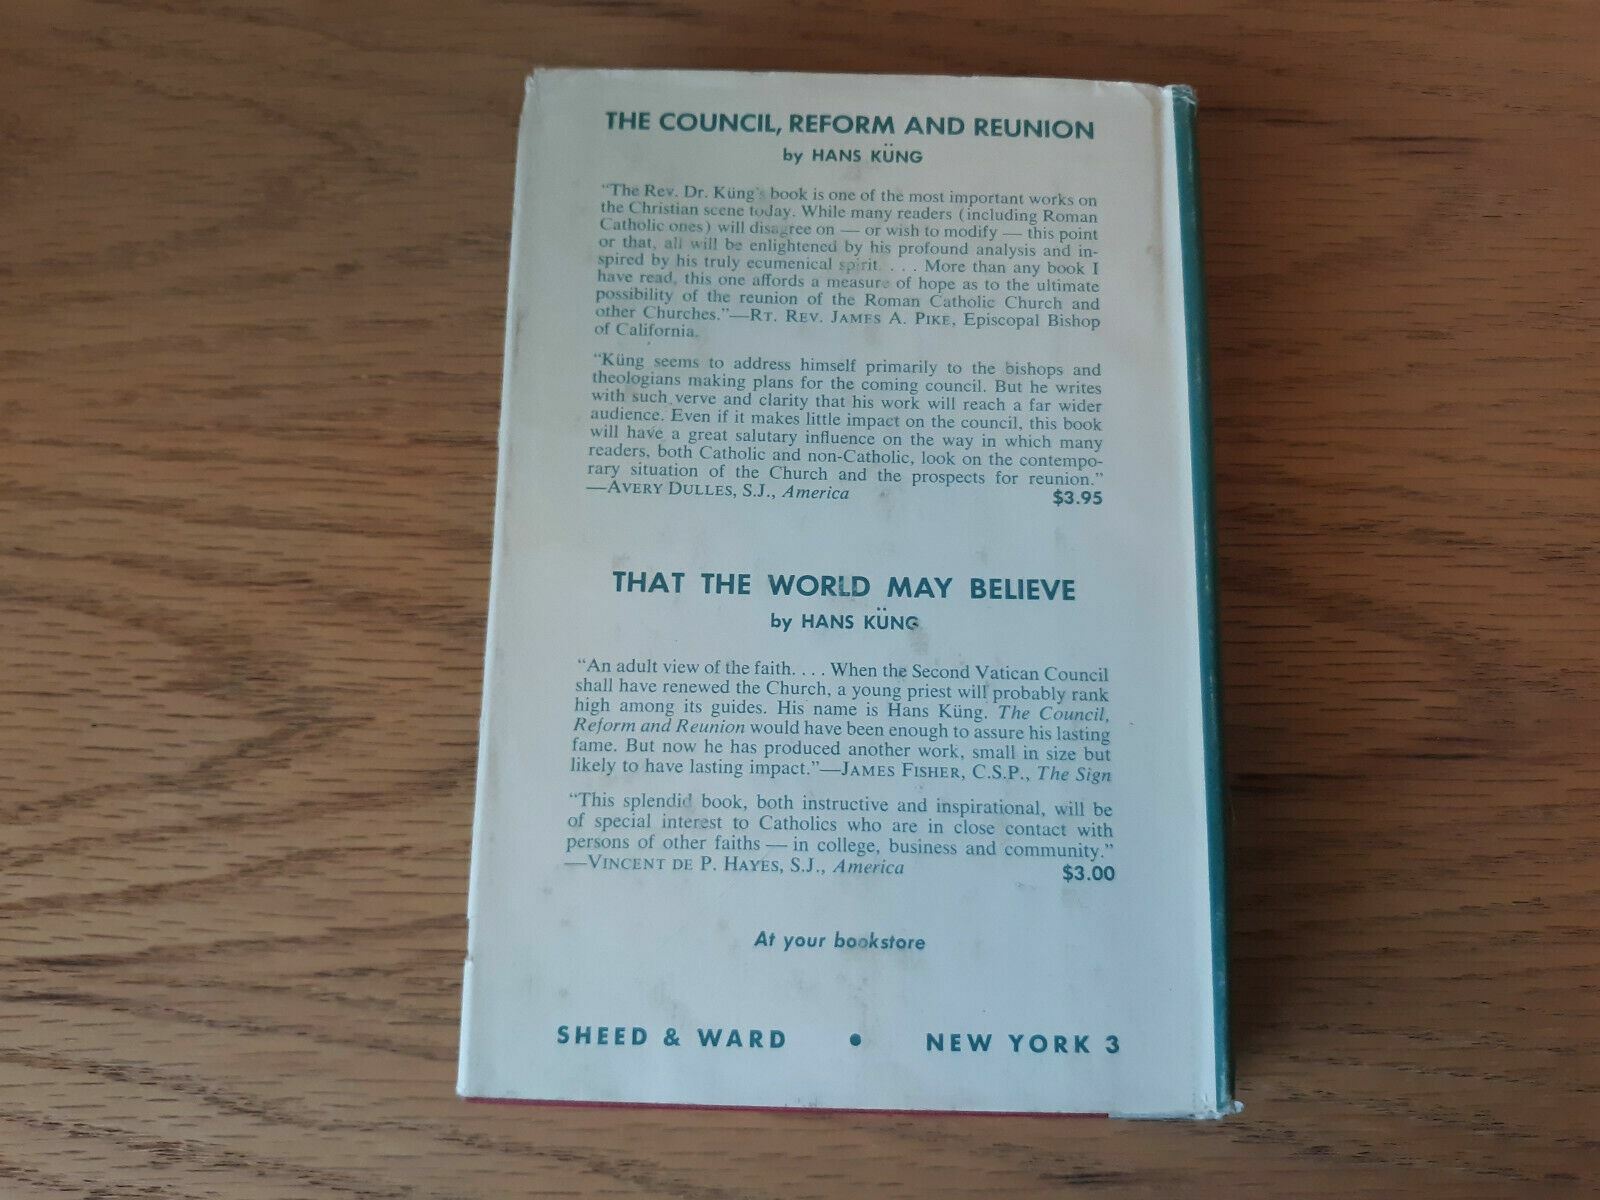 THE COUNCIL, REFORM AND REUNION
by HANS KÜNG
“The Rev. Dr. Küng's book is one of the most important works on
the Christian scene today. While many readers (including Roman
Catholic ones) will disagree on — or wish to modify — this point
or that, all will be enlightened by his profound analysis and in-
spired by his truly ecumenical spirit. . . . More than any book I
have read, this one affords a measure of hope as to the ultimate
possibility of the reunion of the Roman Catholic Church and
other Churches.”—RT. REV. JAMES A. PIKE, Episcopal Bishop
of California.
“Küng seems to address himself primarily to the bishops and
theologians making plans for the coming council. But he writes
with such verve and clarity that his work will reach a far wider
audience. Even if it makes little impact on the council, this book
will have a great salutary influence on the way in which many
readers, both Catholic and non-Catholic, look on the contempo-
rary situation of the Church and the prospects for reunion.”
—AVERY DULLES, S.J., America $3.95
THAT THE WORLD MAY BELIEVE
by HANS KÜNG
“An adult view of the faith. . . . When the Second Vatican Council
shall have renewed the Church, a young priest will probably rank
high among its guides. His name is Hans Küng. The Council,
Reform and Reunion would have been enough to assure his lasting
fame. But now he has produced another work, small in size but
likely to have lasting impact.”—JAMES FISHER, C.S.P., The Sign
“This splendid book, both instructive and inspirational, will be
of special interest to Catholics who are in close contact with
persons of other faiths — in college, business and community.”
—VINCENT DE P. HAYES, S.J., America $3.00
At your bookstore
SHEED & WARD • NEW YORK 3